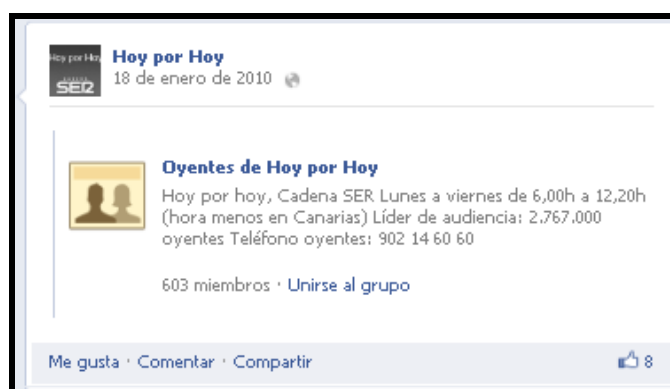 Hoy por Hoy
SER
Hoy por Hoy
18 de enero de 2010
Oyentes de Hoy por Hoy
Hoy por hoy, Cadena SER Lunes a viernes de 6,00h a 12,20h
(hora menos en Canarias) Líder de audiencia: 2.767.000
oyentes Teléfono oyentes: 902 14 60 60
603 miembros · Unirse al grupo
Me gusta · Comentar · Compartir
8